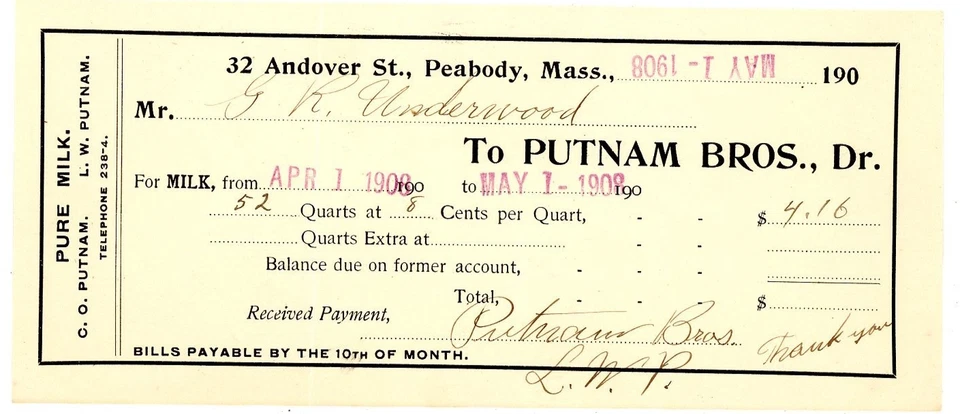 PURE MILK.
C. O. PUTNAM. L. W. PUTNAM.
TELEPHONE 238-4.
32 Andover St., Peabody, Mass., MAY 1 - 1908 190
Mr. G R. Underwood
To PUTNAM BROS., Dr.
For MILK, from APR 1 1908 190 to MAY 1 - 1908 190
52 Quarts at 8 Cents per Quart, - - $ 4.16
Quarts Extra at - -
Balance due on former account, - - -
Total, - - - $
Received Payment,
Putnam Bros.
Thank you
BILLS PAYABLE BY THE 10TH OF MONTH.
L. W. P.